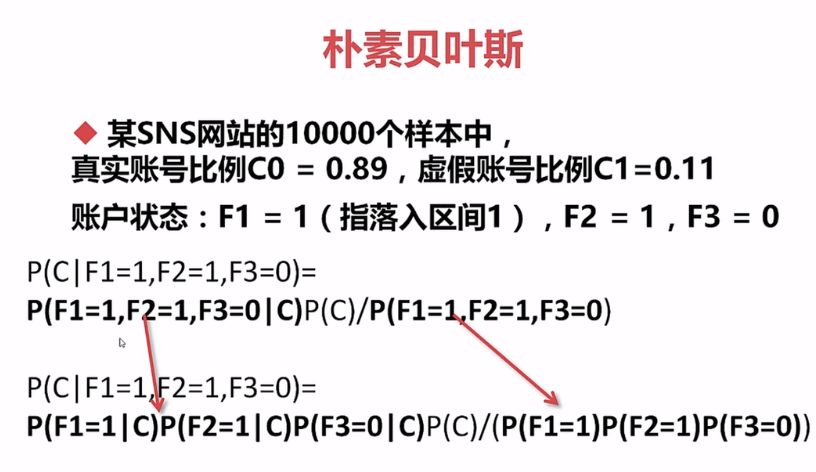 朴素贝叶斯
某SNS网站的10000个样本中，
真实账号比例C0 = 0.89，虚假账号比例C1=0.11
账户状态：F1 = 1（指落入区间1），F2 = 1，F3 = 0
P(C|F1=1,F2=1,F3=0)=
P(F1=1,F2=1,F3=0|C)P(C)/P(F1=1,F2=1,F3=0)
P(C|F1=1,F2=1,F3=0)=
P(F1=1|C)P(F2=1|C)P(F3=0|C)P(C)/(P(F1=1)P(F2=1)P(F3=0))